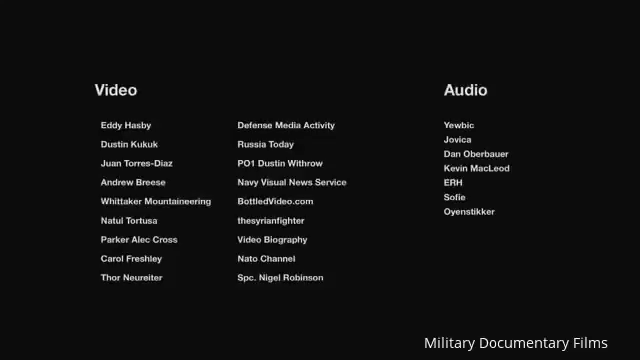 Video
Eddy Hasby
Dustin Kukuk
Juan Torres-Diaz
Andrew Breese
Whittaker Mountaineering
Natul Tortusa
Parker Alec Cross
Carol Freshley
Thor Neureiter
Defense Media Activity
Russia Today
PO1 Dustin Withrow
Navy Visual News Service
BottledVideo.com
thesyrianfighter
Video Biography
Nato Channel
Spc. Nigel Robinson
Audio
Yewbic
Jovica
Dan Oberbauer
Kevin MacLeod
ERH
Sofie
Oyenstikker
Military Documentary Films